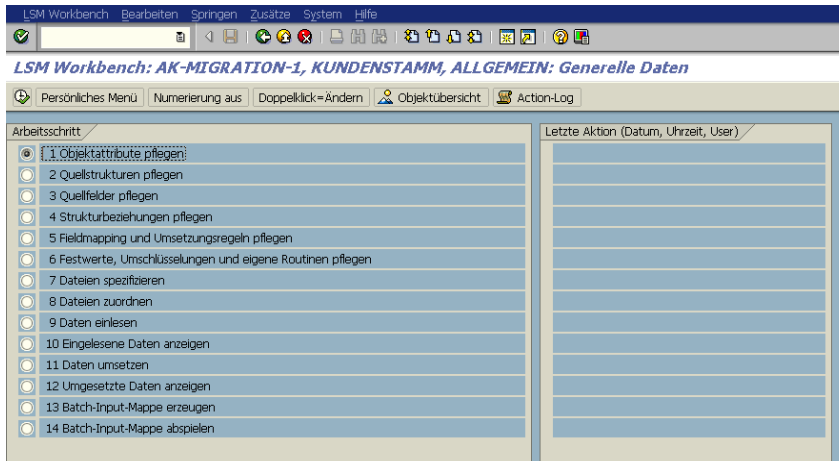 LSM Workbench Bearbeiten Springen Zusätze System Hilfe
LSM Workbench: AK-MIGRATION-1, KUNDENSTAMM, ALLGEMEIN: Generelle Daten
Persönliches Menü Numerierung aus Doppelklick=Ändern Objektübersicht Action-Log
Arbeitsschritt Letzte Aktion (Datum, Uhrzeit, User)
1 Objektattribute pflegen
2 Quellstrukturen pflegen
3 Quellfelder pflegen
4 Strukturbeziehungen pflegen
5 Fieldmapping und Umsetzungsregeln pflegen
6 Festwerte, Umschlüsselungen und eigene Routinen pflegen
7 Dateien spezifizieren
8 Dateien zuordnen
9 Daten einlesen
10 Eingelesene Daten anzeigen
11 Daten umsetzen
12 Umgesetzte Daten anzeigen
13 Batch-Input-Mappe erzeugen
14 Batch-Input-Mappe abspielen